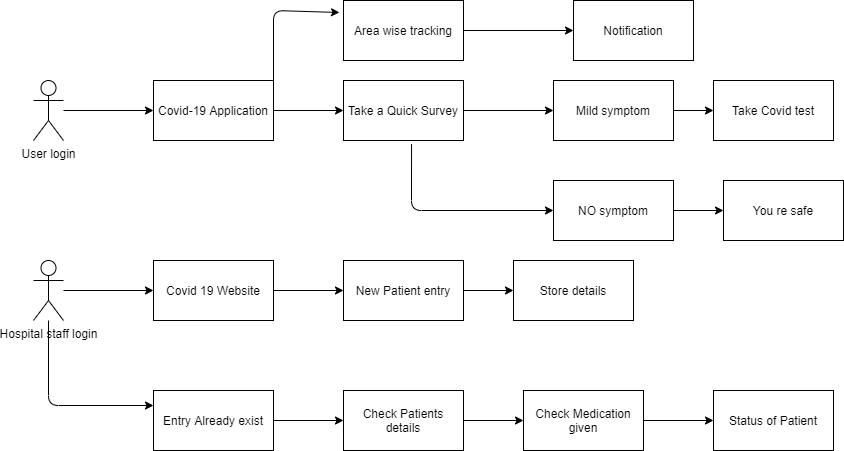 Area wise tracking
Notification
Covid-19 Application
Take a Quick Survey
Mild symptom
Take Covid test
User login
NO symptom
You re safe
Covid 19 Website
New Patient entry
Store details
Hospital staff login
Entry Already exist
Check Patients
details
Check Medication
given
Status of Patient